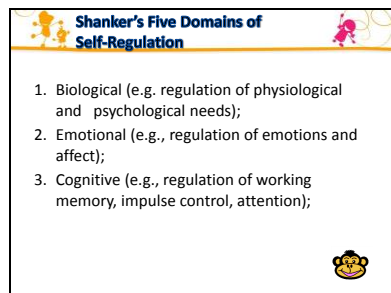 Shanker's Five Domains of
Self-Regulation
1. Biological (e.g. regulation of physiological
and psychological needs);
2. Emotional (e.g., regulation of emotions and
affect);
3. Cognitive (e.g., regulation of working
memory, impulse control, attention);